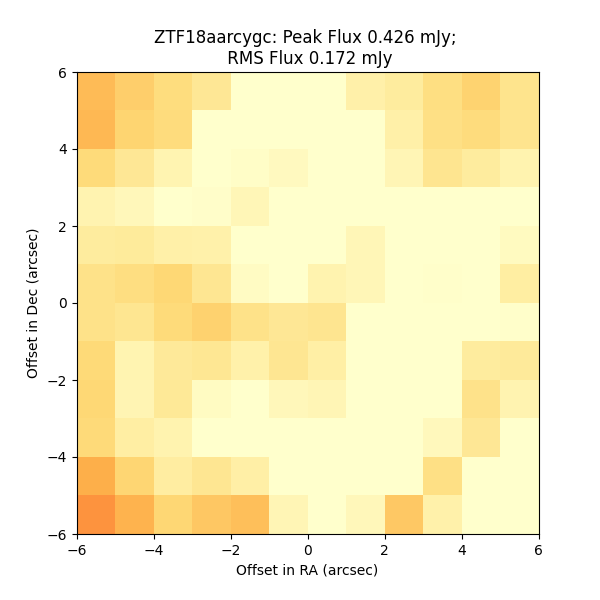 ZTF18aarcygc: Peak Flux 0.426 mJy;
RMS Flux 0.172 mJy
6
4
2
0
−2
−4
−6
Offset in Dec (arcsec)
−6 −4 −2 0 2 4 6
Offset in RA (arcsec)